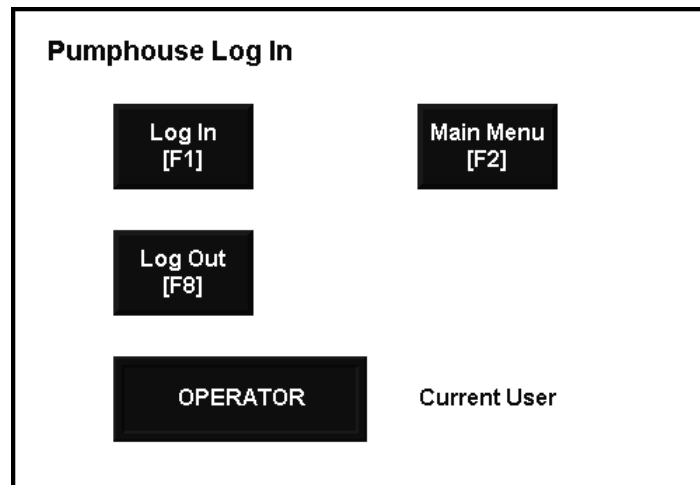 Pumphouse Log In
Log In
[F1]
Main Menu
[F2]
Log Out
[F8]
OPERATOR
Current User